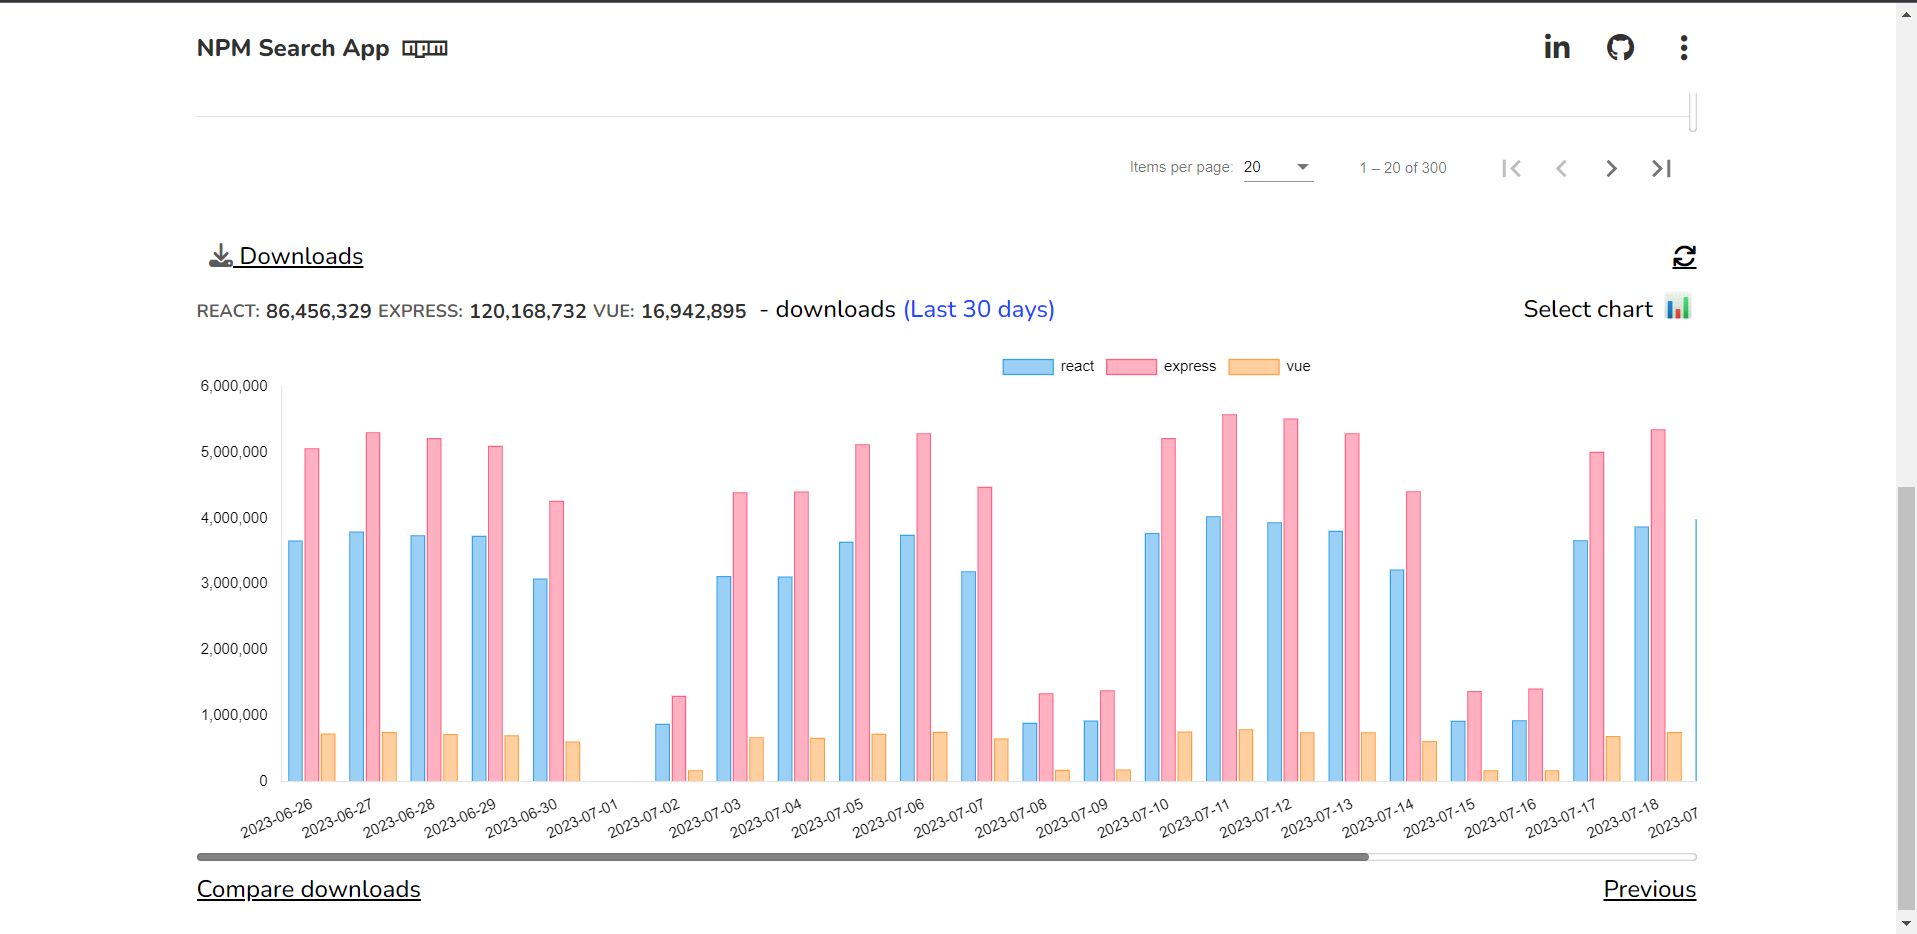 NPM Search App npm
Items per page: 20 1 – 20 of 300
Downloads
REACT: 86,456,329 EXPRESS: 120,168,732 VUE: 16,942,895 - downloads (Last 30 days) Select chart
react express vue
6,000,000
5,000,000
4,000,000
3,000,000
2,000,000
1,000,000
0
2023-06-26 2023-06-27 2023-06-28 2023-06-29 2023-06-30 2023-07-01 2023-07-02 2023-07-03 2023-07-04 2023-07-05 2023-07-06 2023-07-07 2023-07-08 2023-07-09 2023-07-10 2023-07-11 2023-07-12 2023-07-13 2023-07-14 2023-07-15 2023-07-16 2023-07-17 2023-07-18 2023-07
Compare downloads Previous